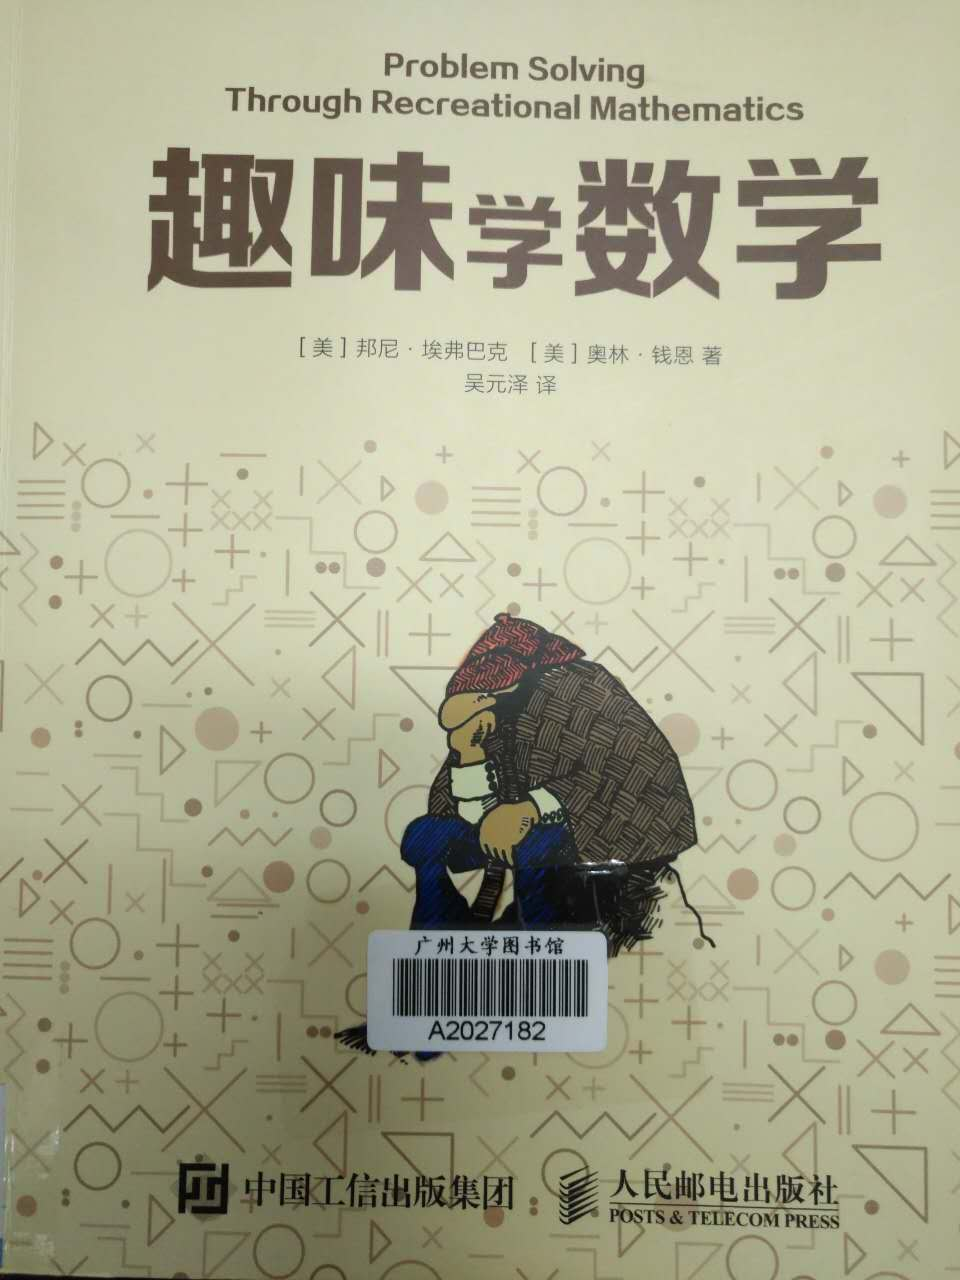 Problem Solving
Through Recreational Mathematics
趣味学数学
[美] 邦尼·埃弗巴克 [美] 奥林·钱恩 著
吴元泽 译
广州大学图书馆
A2027182
中国工信出版集团
人民邮电出版社
POSTS & TELECOM PRESS